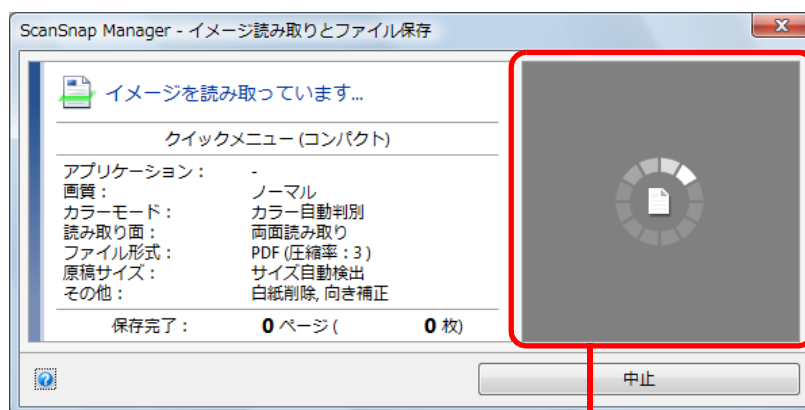 ScanSnap Manager - イメージ読み取りとファイル保存
イメージを読み取っています...
クイックメニュー (コンパクト)
アプリケーション： -
画質： ノーマル
カラーモード： カラー自動判別
読み取り面： 両面読み取り
ファイル形式： PDF (圧縮率：3)
原稿サイズ： サイズ自動検出
その他： 白紙削除, 向き補正
保存完了： 0 ページ ( 0 枚)
中止